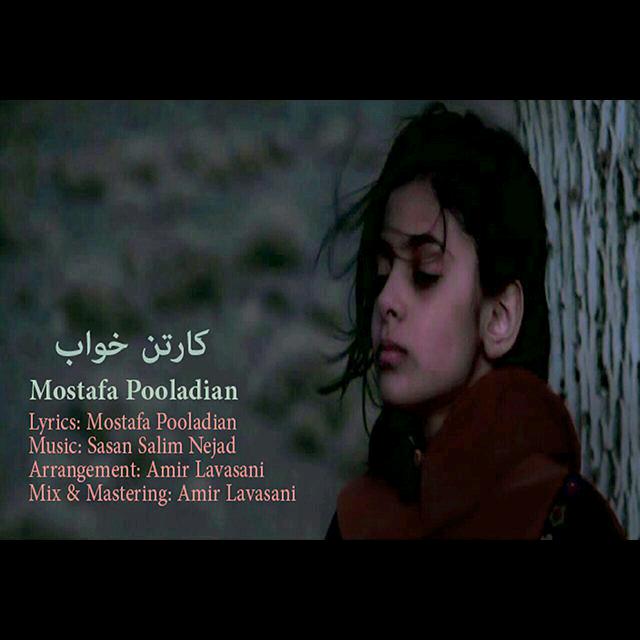 کارتن خواب
Mostafa Pooladian
Lyrics: Mostafa Pooladian
Music: Sasan Salim Nejad
Arrangement: Amir Lavasani
Mix & Mastering: Amir Lavasani